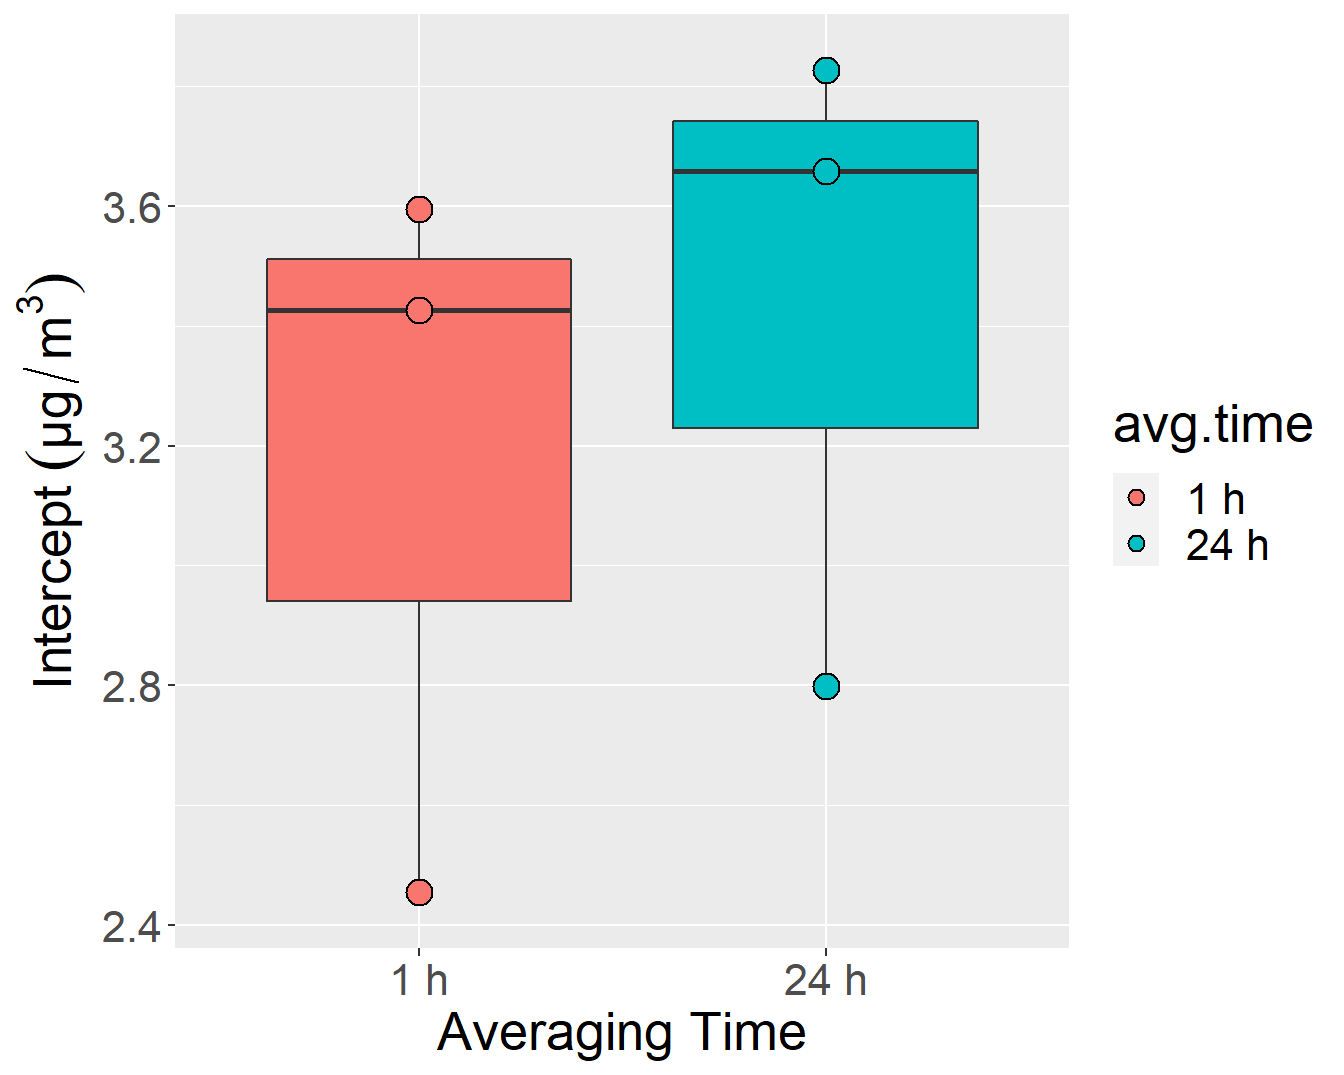 Intercept (µg/m³)
3.6
3.2
2.8
2.4
1 h
24 h
Averaging Time
avg.time
1 h
24 h